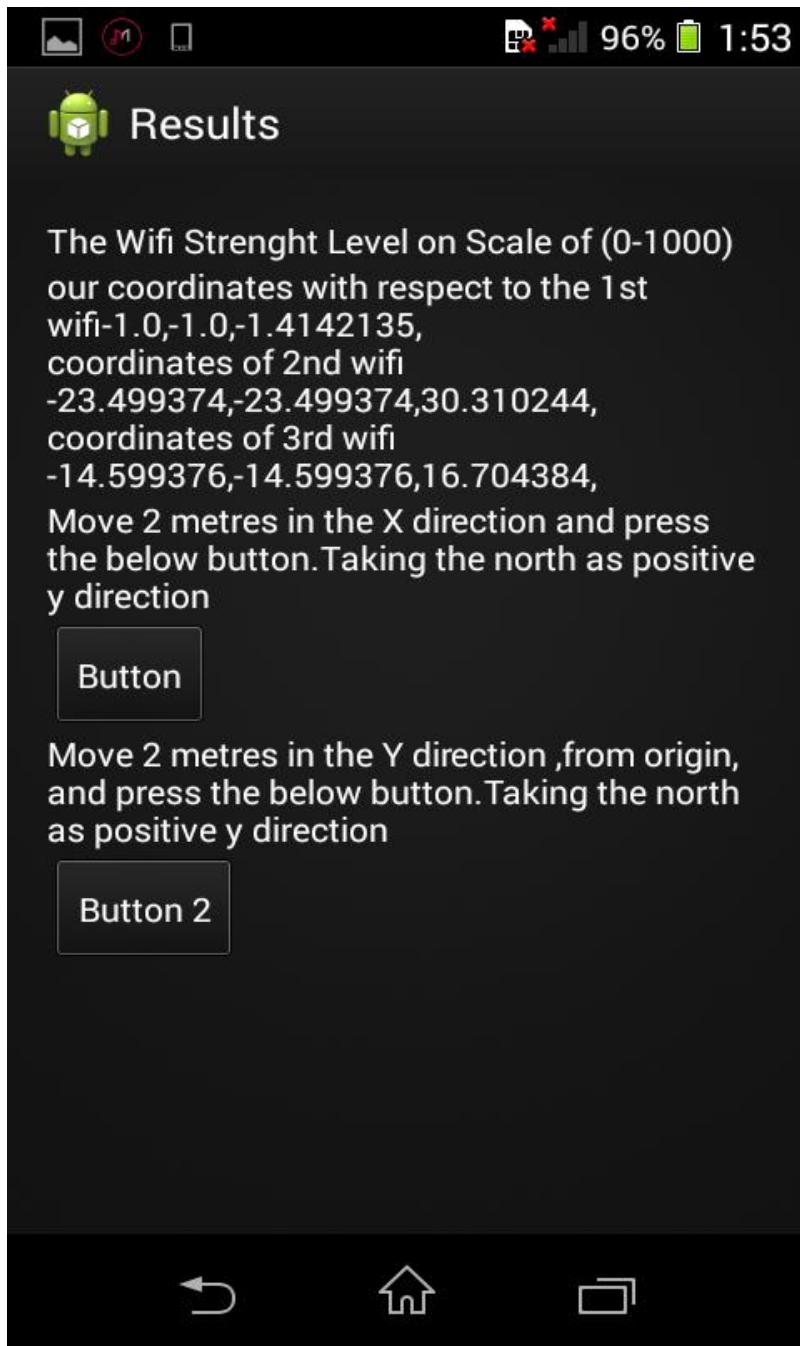 96% 1:53
Results
The Wifi Strenght Level on Scale of (0-1000)
our coordinates with respect to the 1st
wifi-1.0,-1.0,-1.4142135,
coordinates of 2nd wifi
-23.499374,-23.499374,30.310244,
coordinates of 3rd wifi
-14.599376,-14.599376,16.704384,
Move 2 metres in the X direction and press
the below button.Taking the north as positive
y direction
Button
Move 2 metres in the Y direction ,from origin,
and press the below button.Taking the north
as positive y direction
Button 2